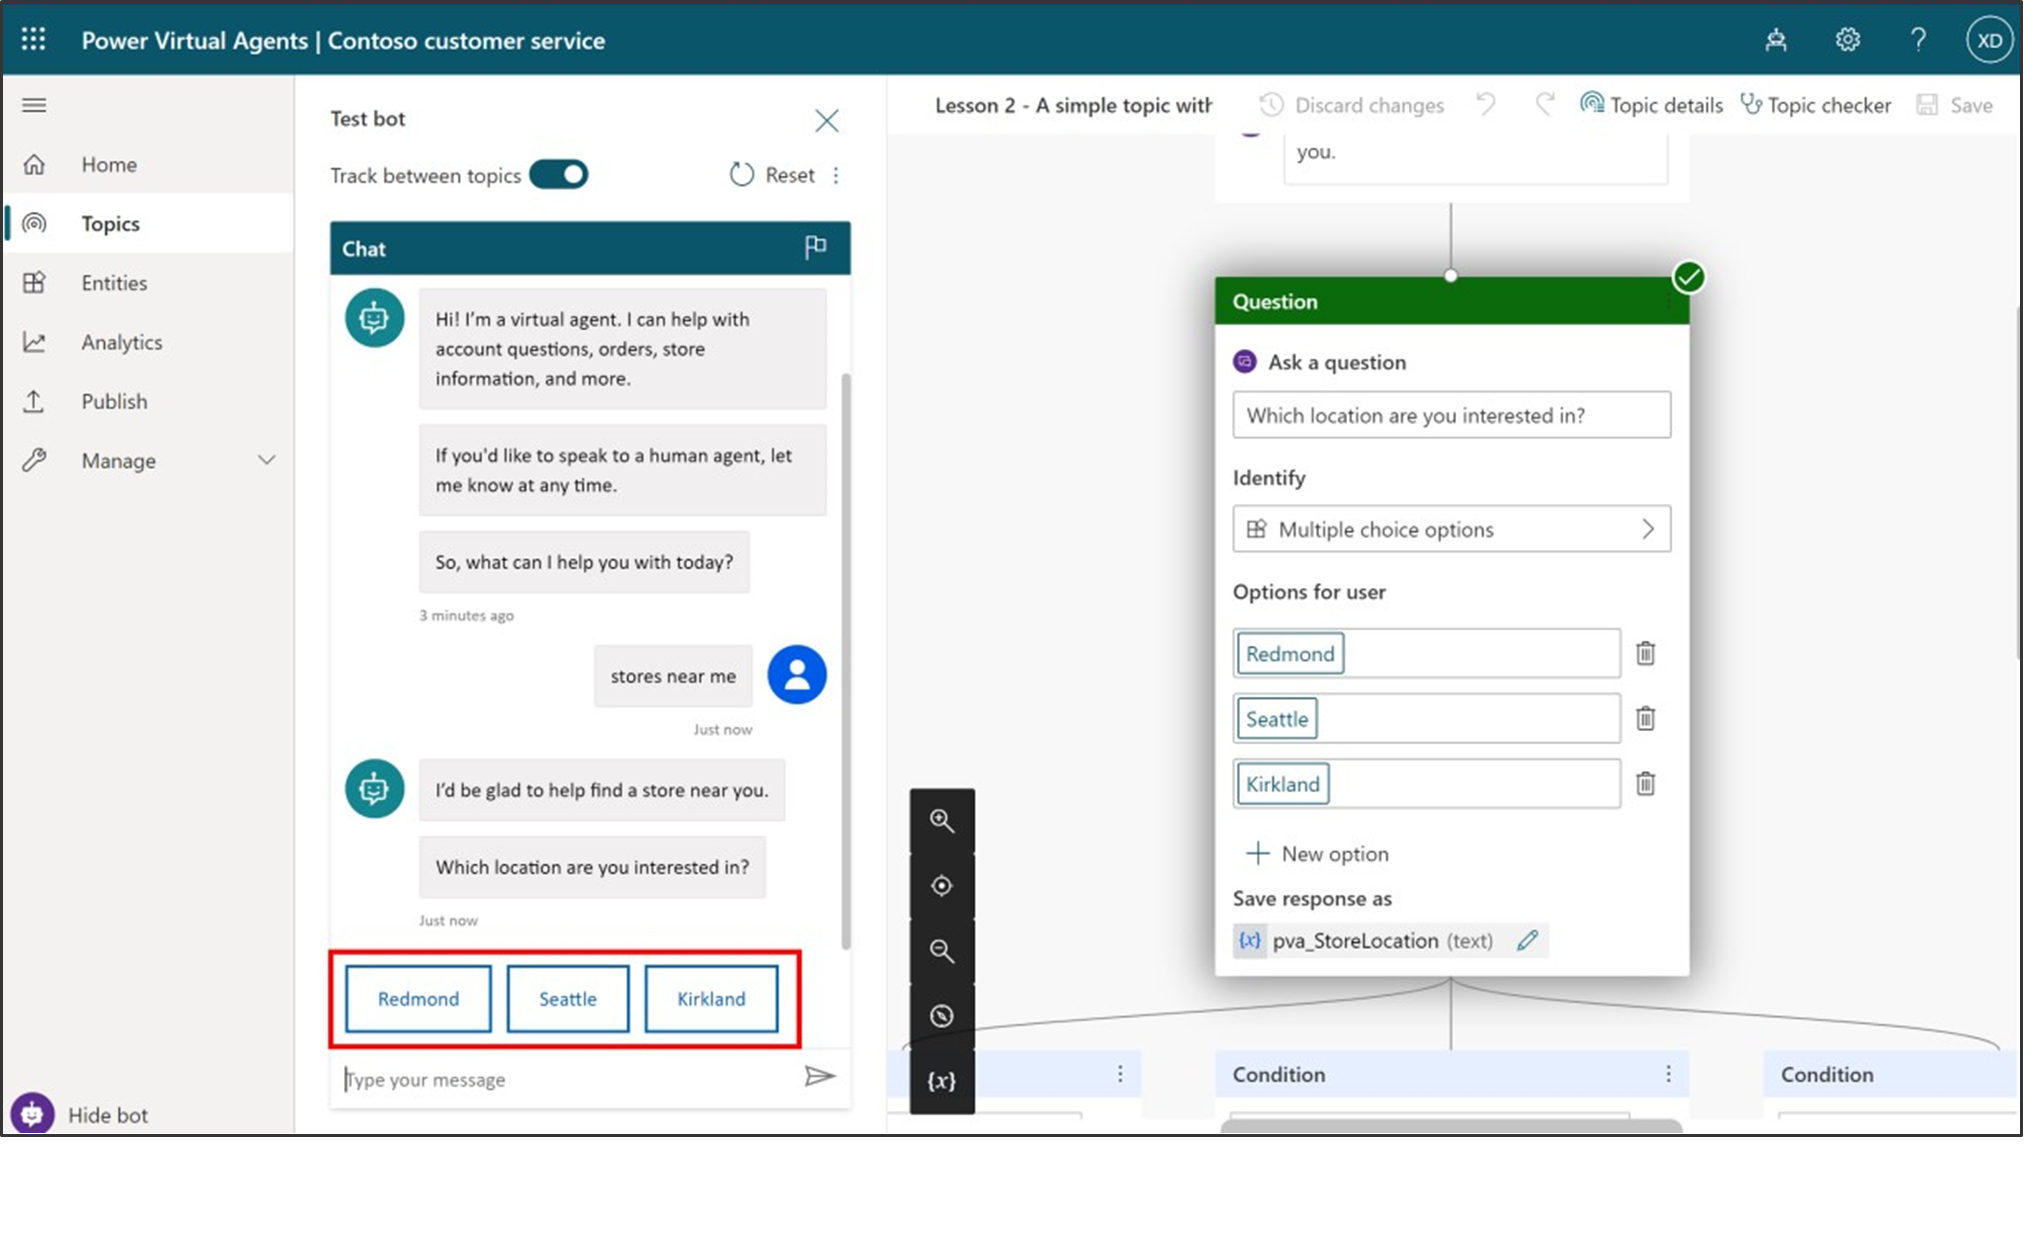 Power Virtual Agents | Contoso customer service
XD
Home
Topics
Entities
Analytics
Publish
Manage
Hide bot
Test bot
Track between topics
Reset
Chat
Hi! I'm a virtual agent. I can help with
account questions, orders, store
information, and more.
If you'd like to speak to a human agent, let
me know at any time.
So, what can I help you with today?
3 minutes ago
stores near me
Just now
I'd be glad to help find a store near you.
Which location are you interested in?
Just now
Redmond
Seattle
Kirkland
Type your message
Lesson 2 - A simple topic with
Discard changes
Topic details
Topic checker
Save
you.
Question
Ask a question
Which location are you interested in?
Identify
Multiple choice options
Options for user
Redmond
Seattle
Kirkland
New option
Save response as
{x} pva_StoreLocation (text)
{x}
Condition
Condition